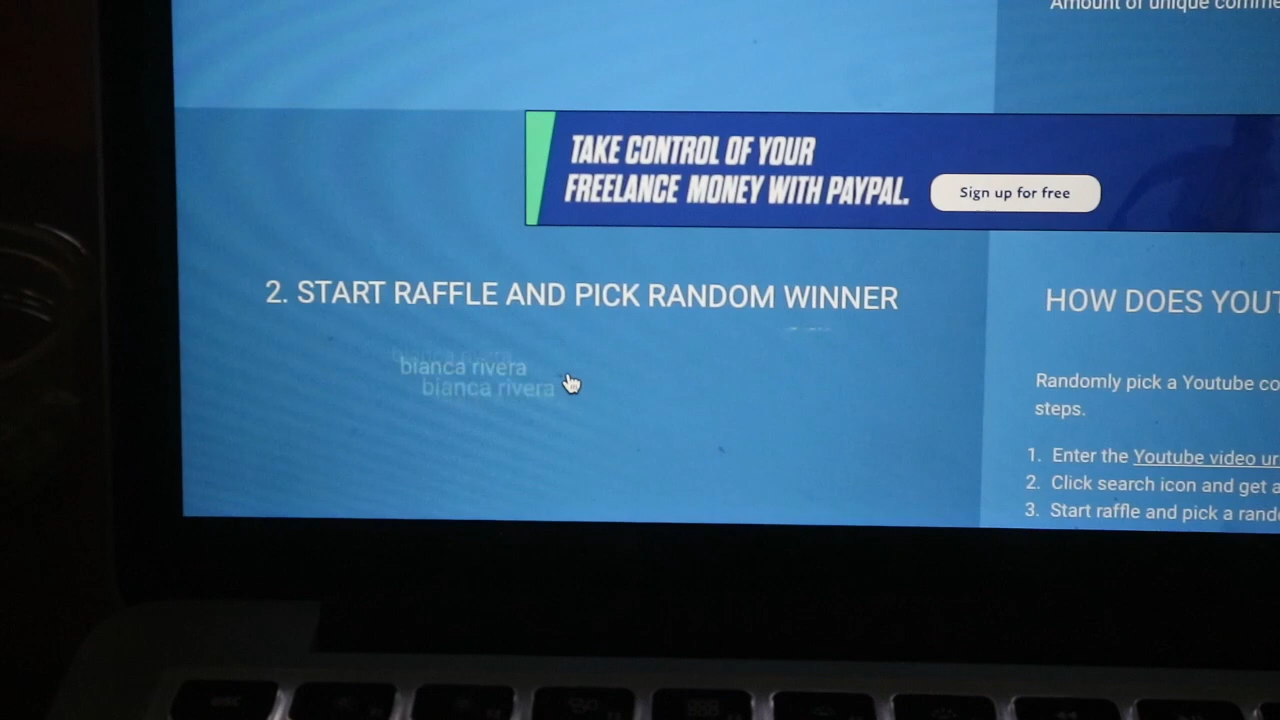 Amount of unique comme
TAKE CONTROL OF YOUR
FREELANCE MONEY WITH PAYPAL.
Sign up for free
2. START RAFFLE AND PICK RANDOM WINNER
bianca rivera
bianca rivera
HOW DOES YOUT
Randomly pick a Youtube co
steps.
1. Enter the Youtube video ur
2. Click search icon and get a
3. Start raffle and pick a rand